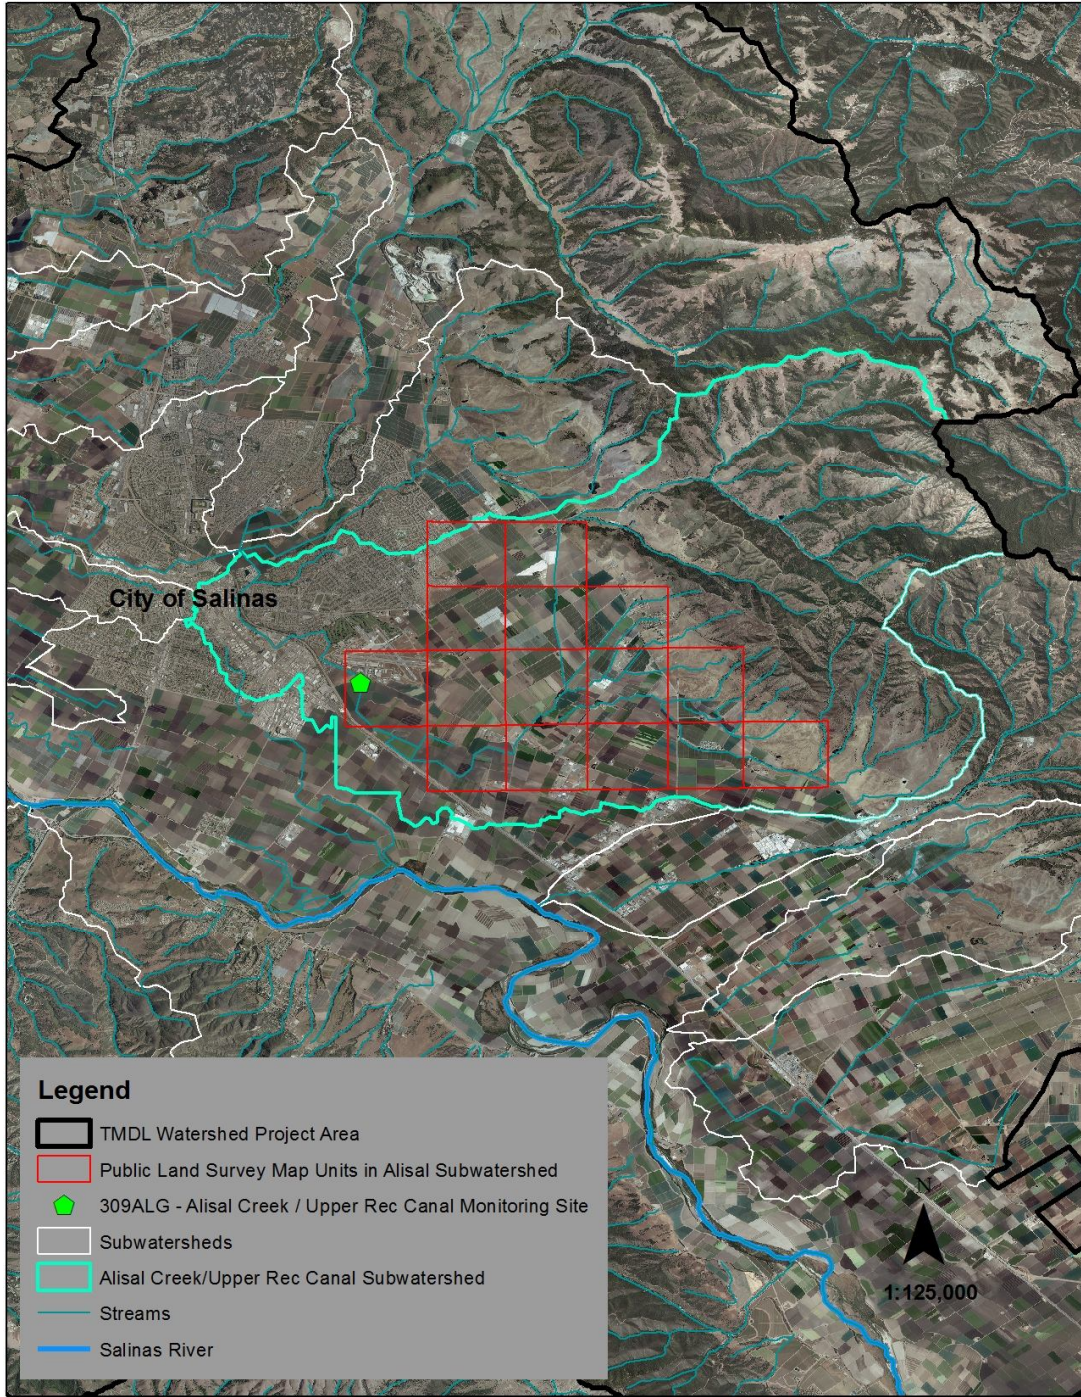 City of Salinas
Legend
TMDL Watershed Project Area
Public Land Survey Map Units in Alisal Subwatershed
309ALG - Alisal Creek / Upper Rec Canal Monitoring Site
Subwatersheds
Alisal Creek/Upper Rec Canal Subwatershed
Streams
Salinas River
N
1:125,000